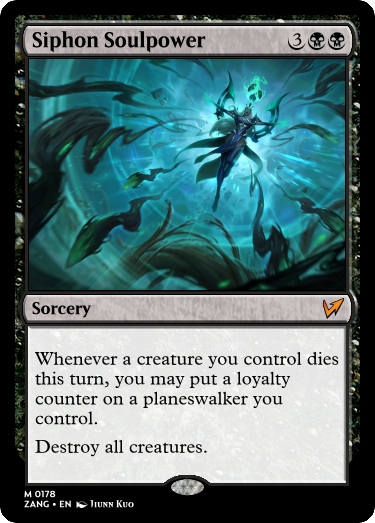 Siphon Soulpower 3
Sorcery
Whenever a creature you control dies
this turn, you may put a loyalty
counter on a planeswalker you
control.
Destroy all creatures.
M 0178
ZANG • EN Jiunn Kuo